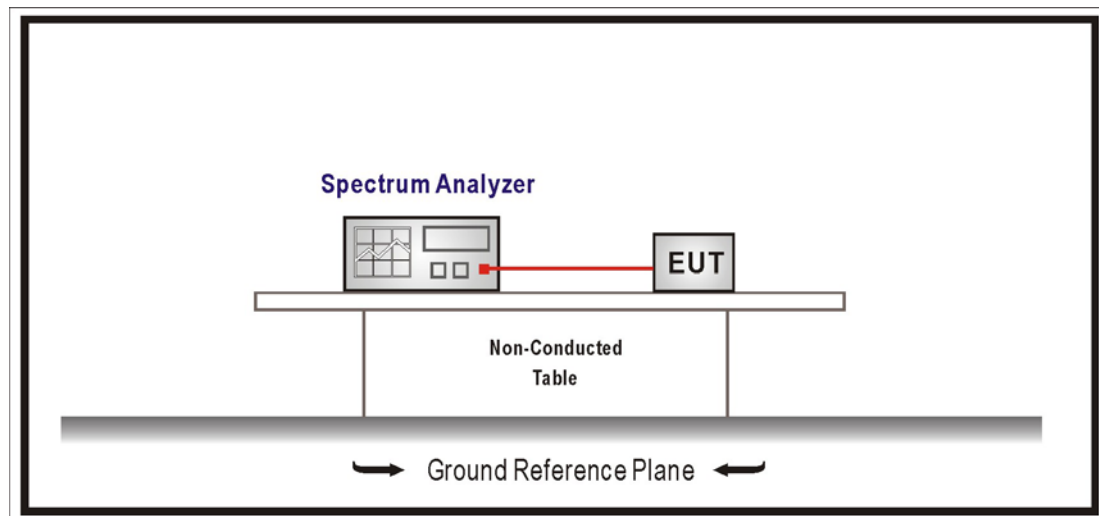 Spectrum Analyzer
EUT
Non-Conducted
Table
Ground Reference Plane